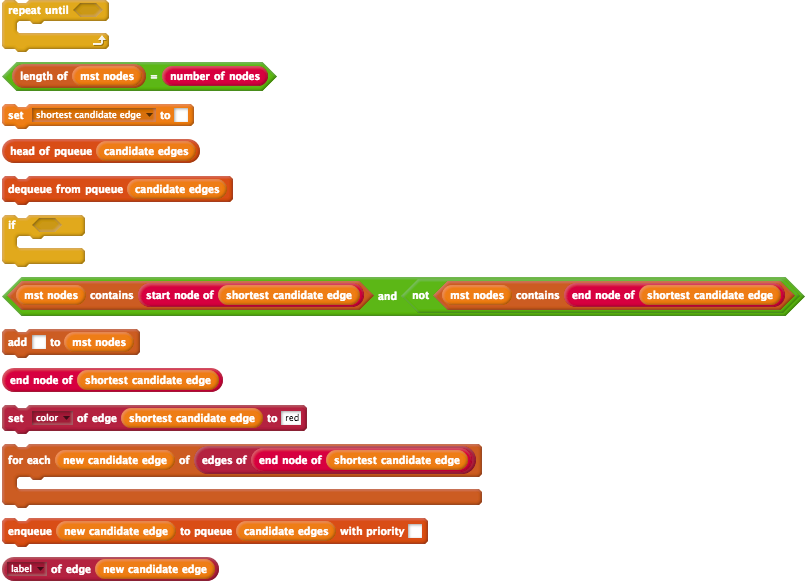 repeat until
length of mst nodes = number of nodes
set shortest candidate edge to
head of pqueue candidate edges
dequeue from pqueue candidate edges
if
mst nodes contains start node of shortest candidate edge and not mst nodes contains end node of shortest candidate edge
add to mst nodes
end node of shortest candidate edge
set color of edge shortest candidate edge to red
for each new candidate edge of edges of end node of shortest candidate edge
enqueue new candidate edge to pqueue candidate edges with priority
label of edge new candidate edge